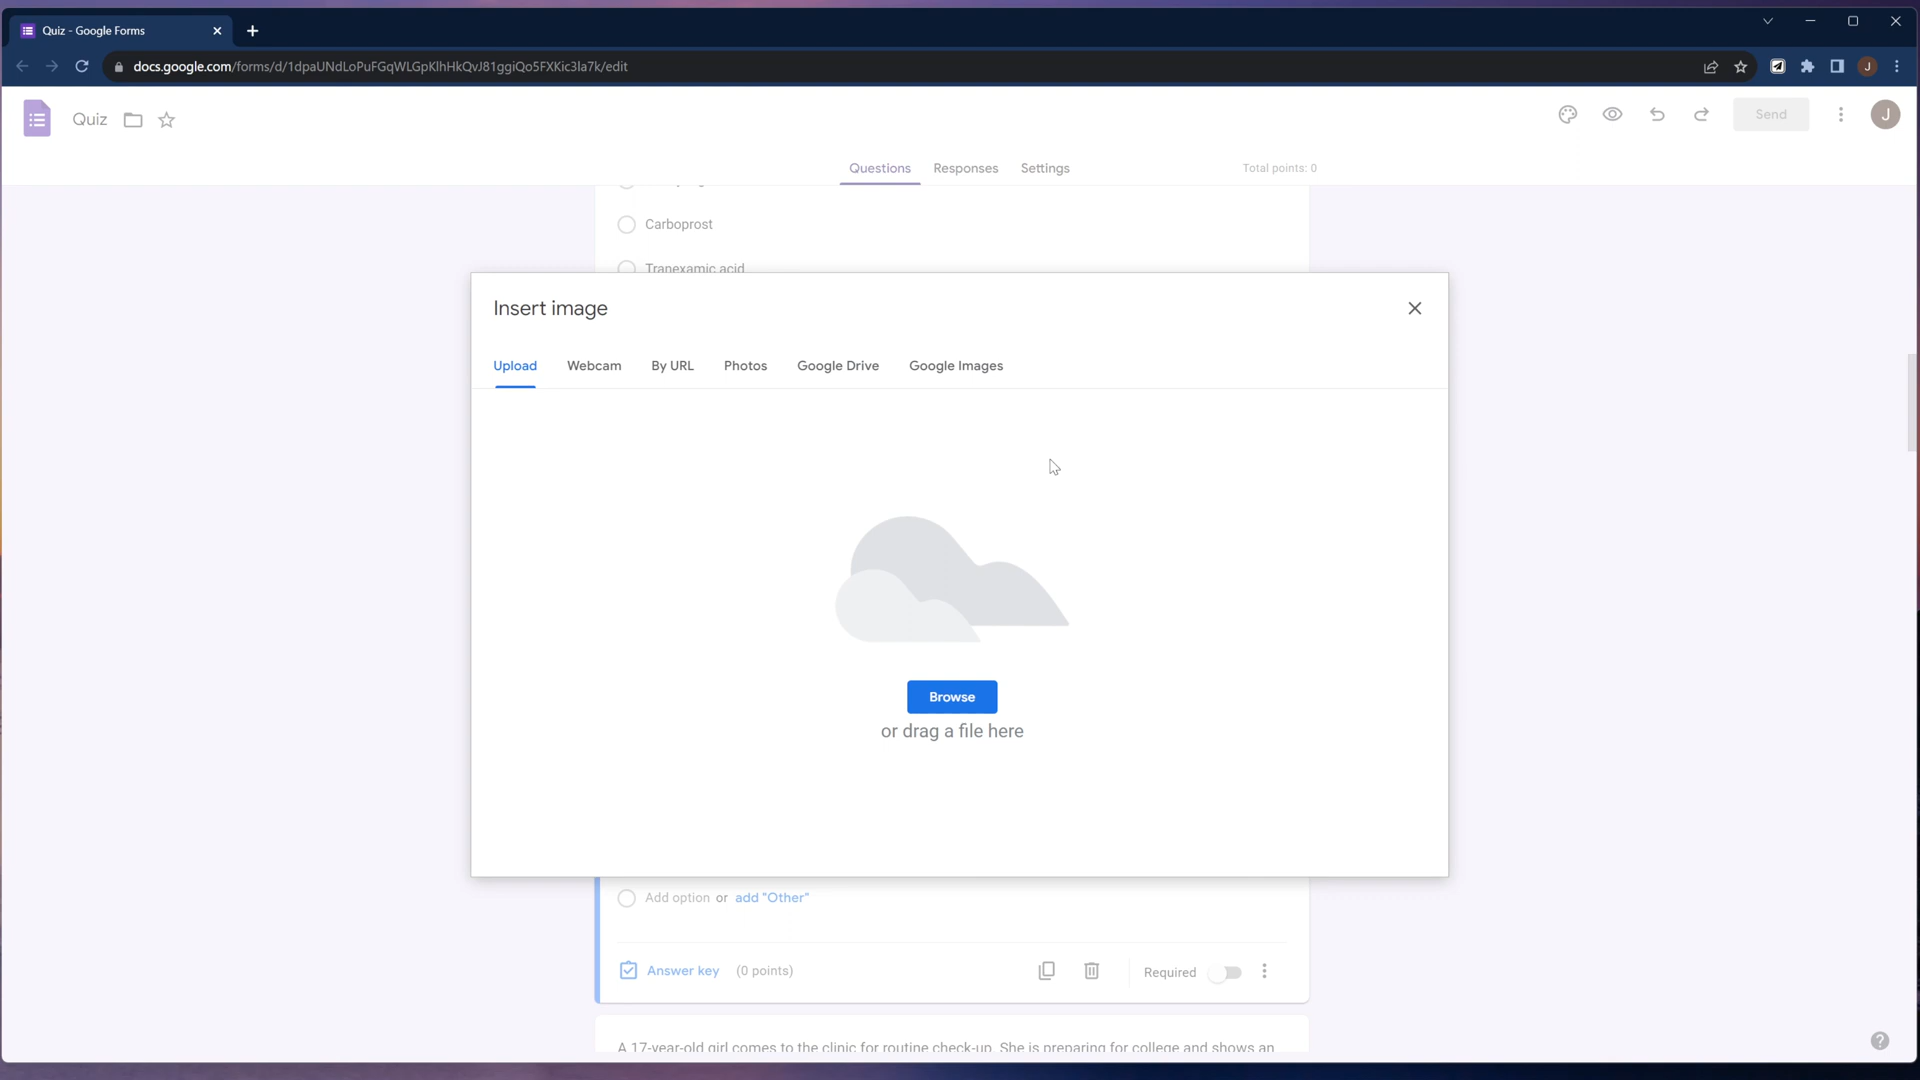 Quiz - Google Forms
docs.google.com/forms/d/1dpaUNdLoPuFGqWLGpKlhHkQvJ81ggiQo5FXKic3la7k/edit
J
Quiz
Send
J
Questions
Responses
Settings
Total points: 0
Carboprost
Tranexamic acid
Insert image
Upload
Webcam
By URL
Photos
Google Drive
Google Images
Browse
or drag a file here
Add option or add "Other"
Answer key (0 points)
Required
A 17-year-old girl comes to the clinic for routine check-up. She is preparing for college and shows an